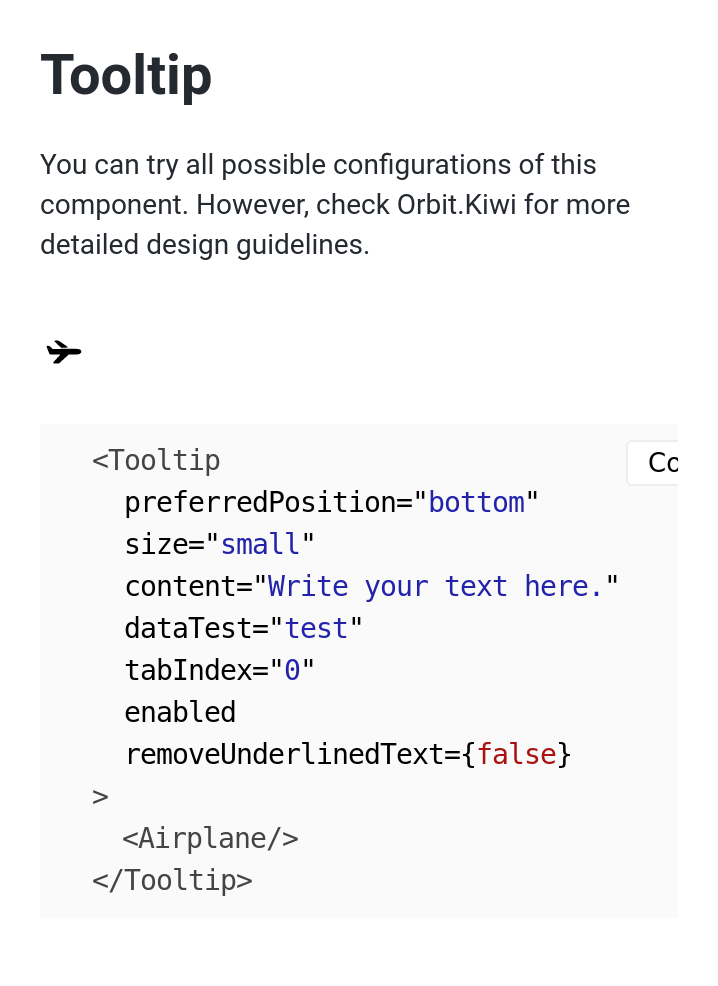 Tooltip
You can try all possible configurations of this
component. However, check Orbit.Kiwi for more
detailed design guidelines.
<Tooltip
Co
preferredPosition="bottom"
size="small"
content="Write your text here."
dataTest="test"
tabIndex="0"
enabled
removeUnderlinedText={false}
>
<Airplane/>
</Tooltip>